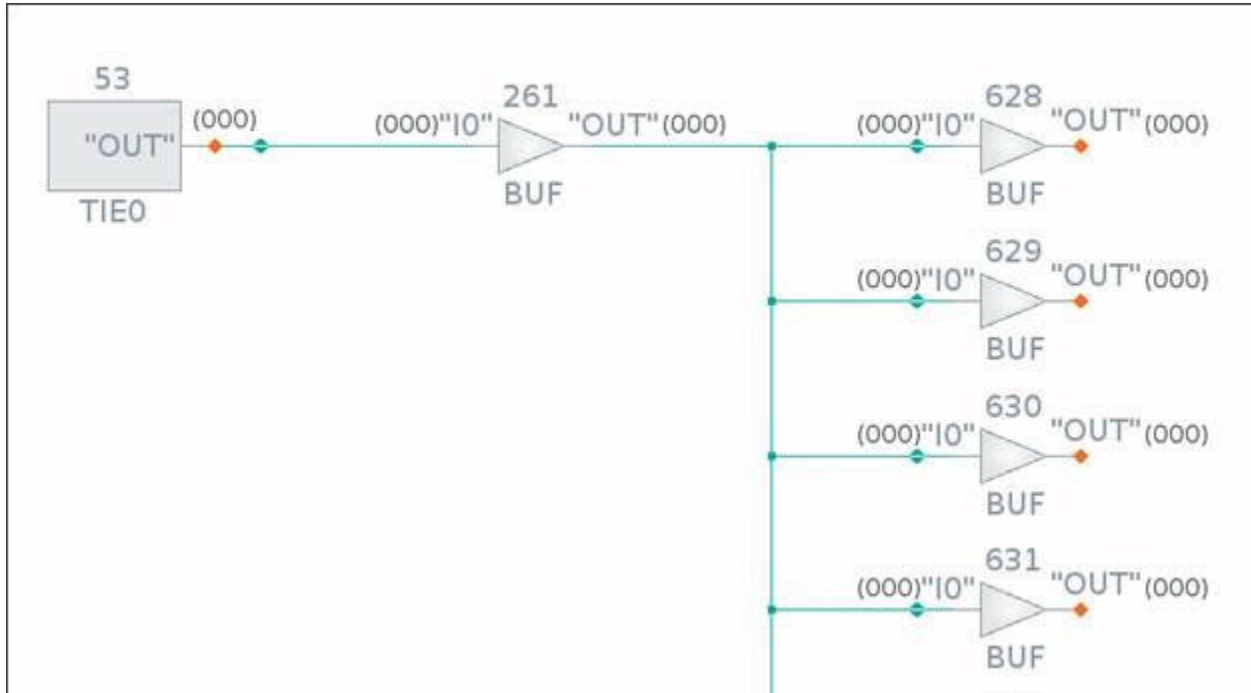 53
(000)
"OUT"
TIE0
261
(000)"I0"
"OUT"(000)
BUF
628
(000)"I0"
"OUT"(000)
BUF
629
(000)"I0"
"OUT"(000)
BUF
630
(000)"I0"
"OUT"(000)
BUF
631
(000)"I0"
"OUT"(000)
BUF